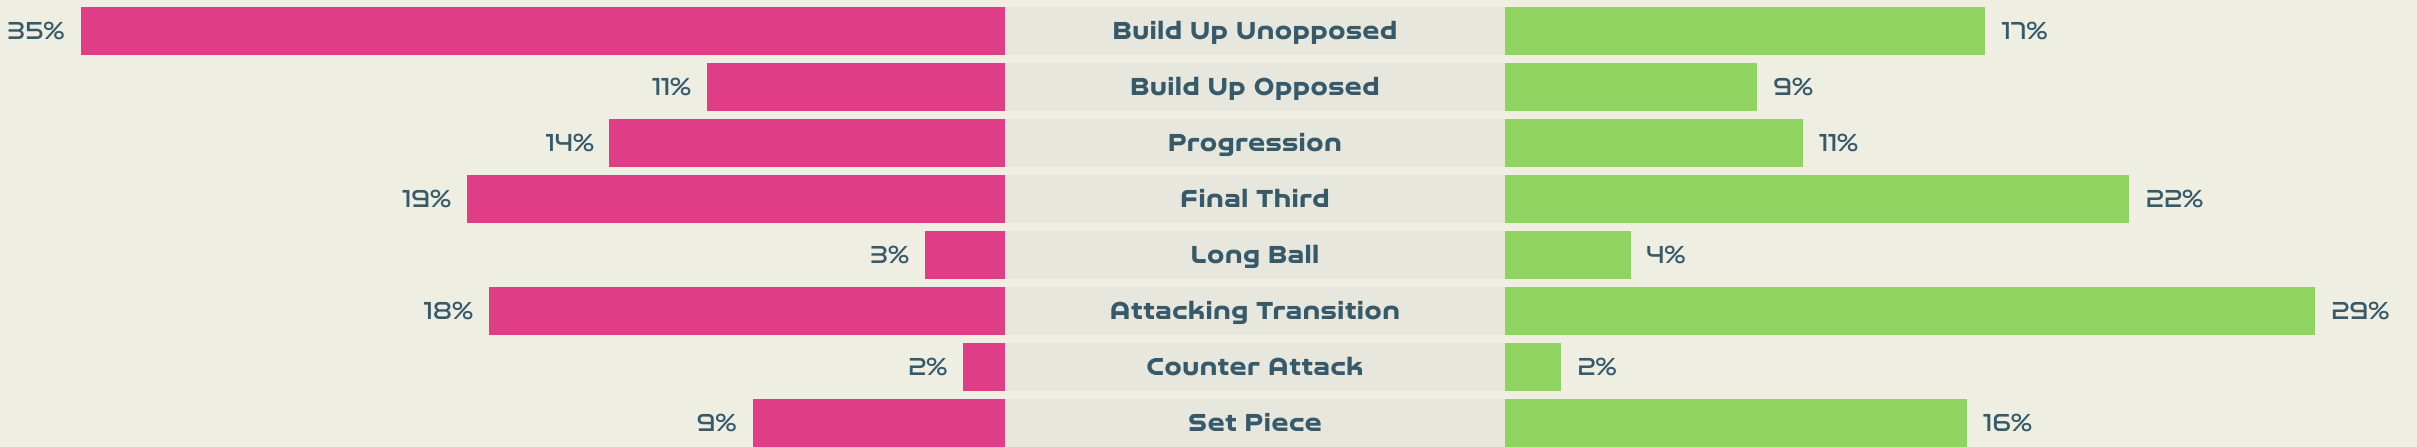 35% Build Up Unopposed 17%
11% Build Up Opposed 9%
14% Progression 11%
19% Final Third 22%
3% Long Ball 4%
18% Attacking Transition 29%
2% Counter Attack 2%
9% Set Piece 16%